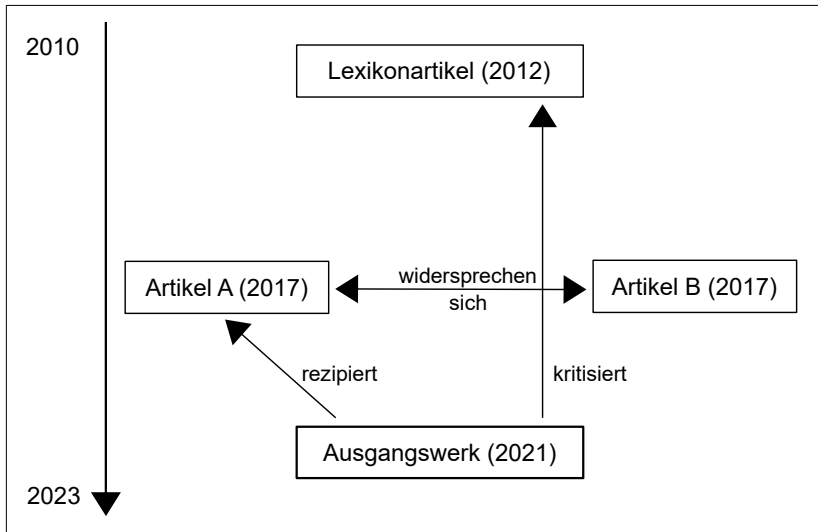 2010
Lexikonartikel (2012)
widersprechen
sich
Artikel A (2017)
Artikel B (2017)
rezipiert
kritisiert
Ausgangswerk (2021)
2023